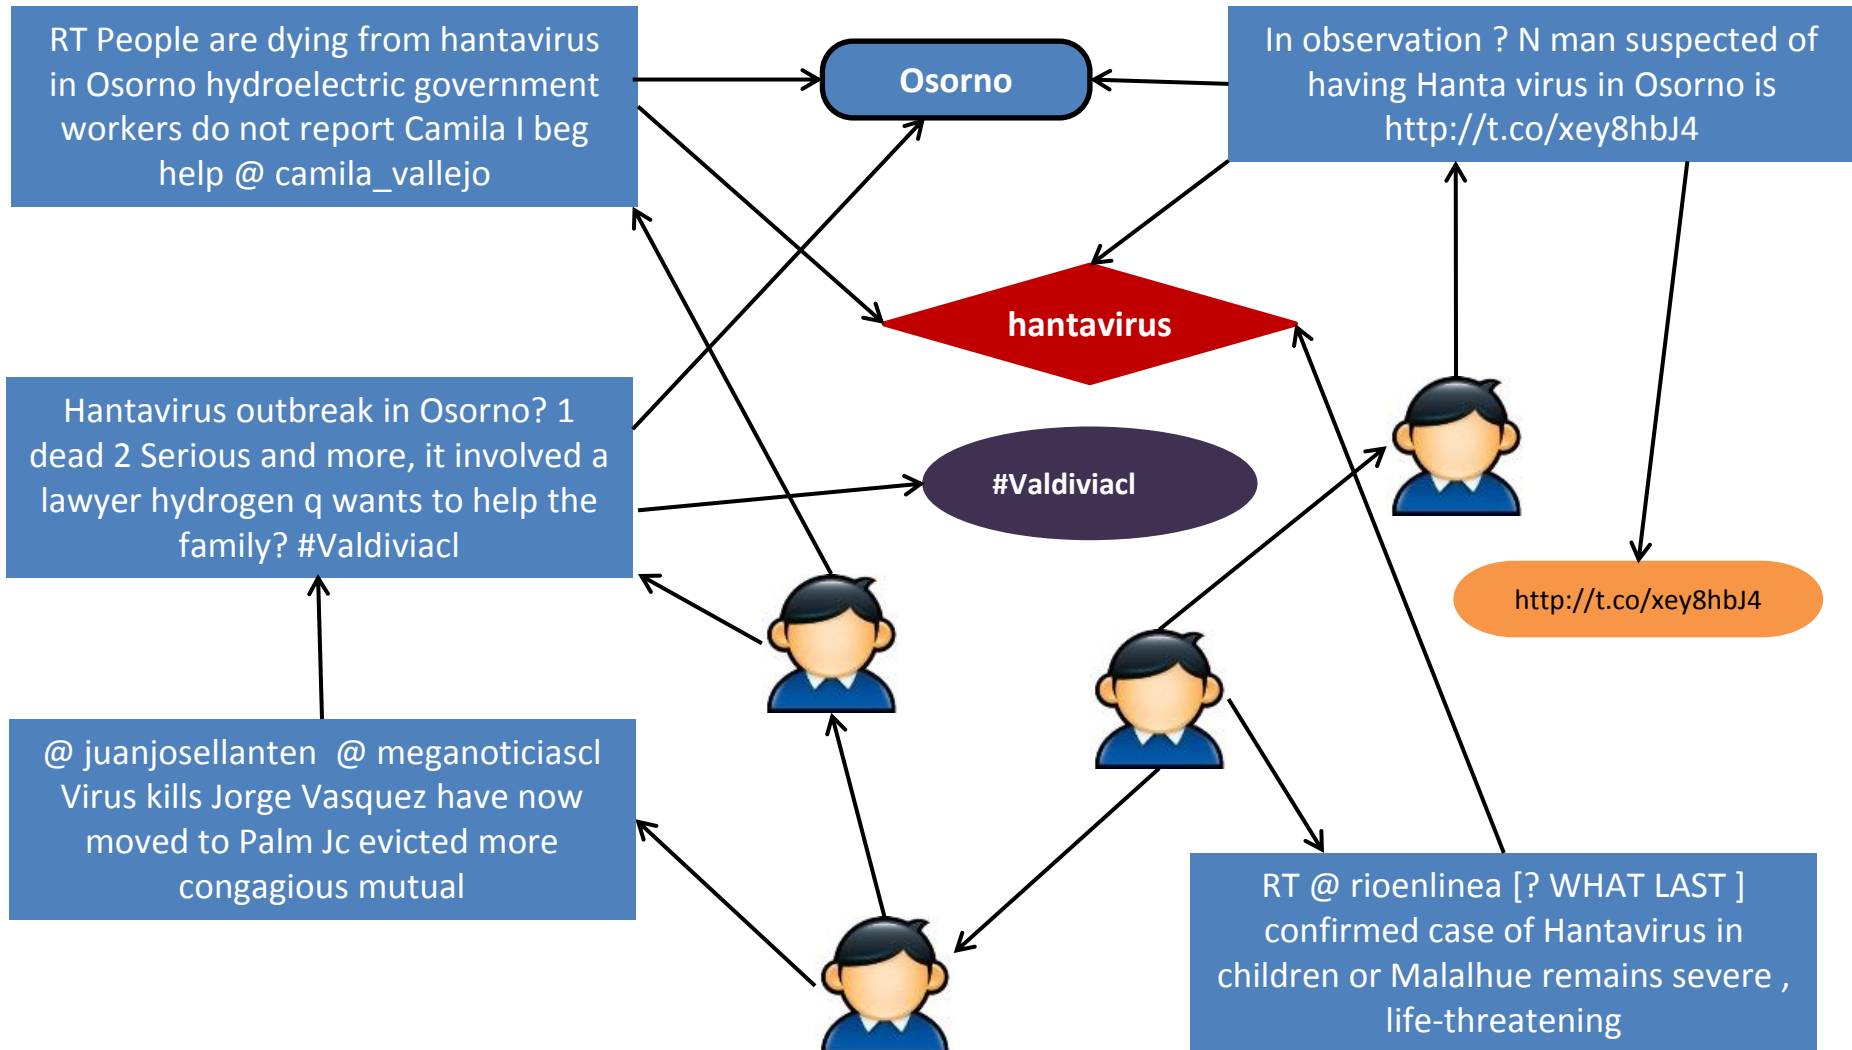 RT People are dying from hantavirus
in Osorno hydroelectric government
workers do not report Camila I beg
help @ camila_vallejo
Osorno
In observation ? N man suspected of
having Hanta virus in Osorno is
http://t.co/xey8hbJ4
hantavirus
Hantavirus outbreak in Osorno? 1
dead 2 Serious and more, it involved a
lawyer hydrogen q wants to help the
family? #Valdiviacl
#Valdiviacl
http://t.co/xey8hbJ4
@ juanjosellanten  @ meganoticiascl
Virus kills Jorge Vasquez have now
moved to Palm Jc evicted more
congagious mutual
RT @ rioenlinea [? WHAT LAST ]
confirmed case of Hantavirus in
children or Malalhue remains severe ,
life-threatening